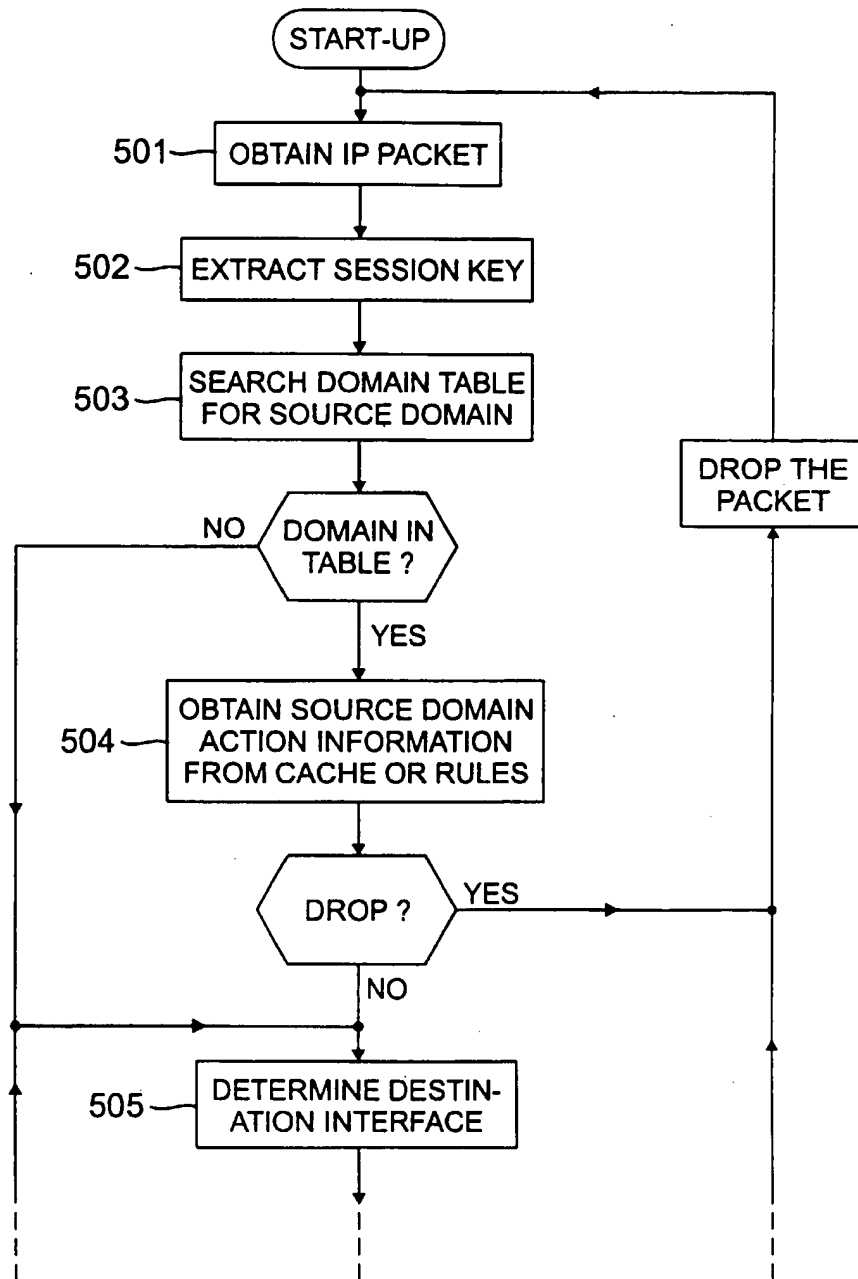 START-UP
501
OBTAIN IP PACKET
502
EXTRACT SESSION KEY
503
SEARCH DOMAIN TABLE
FOR SOURCE DOMAIN
DROP THE
PACKET
NO
DOMAIN IN
TABLE ?
YES
504
OBTAIN SOURCE DOMAIN
ACTION INFORMATION
FROM CACHE OR RULES
DROP ?
YES
NO
505
DETERMINE DESTIN-
ATION INTERFACE